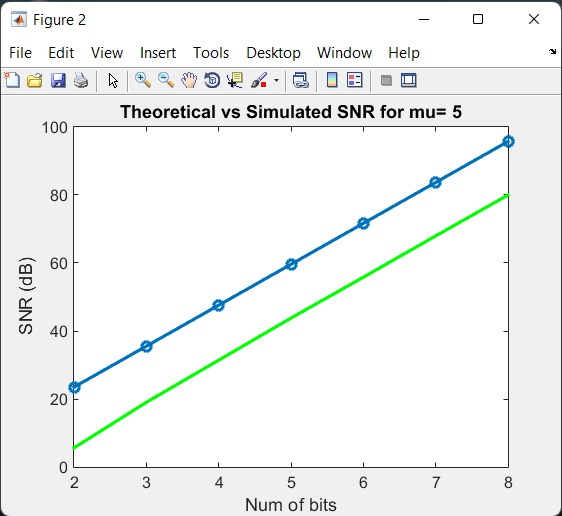 Figure 2
File Edit View Insert Tools Desktop Window Help
Theoretical vs Simulated SNR for mu= 5
100
80
60
40
20
0
SNR (dB)
2 3 4 5 6 7 8
Num of bits